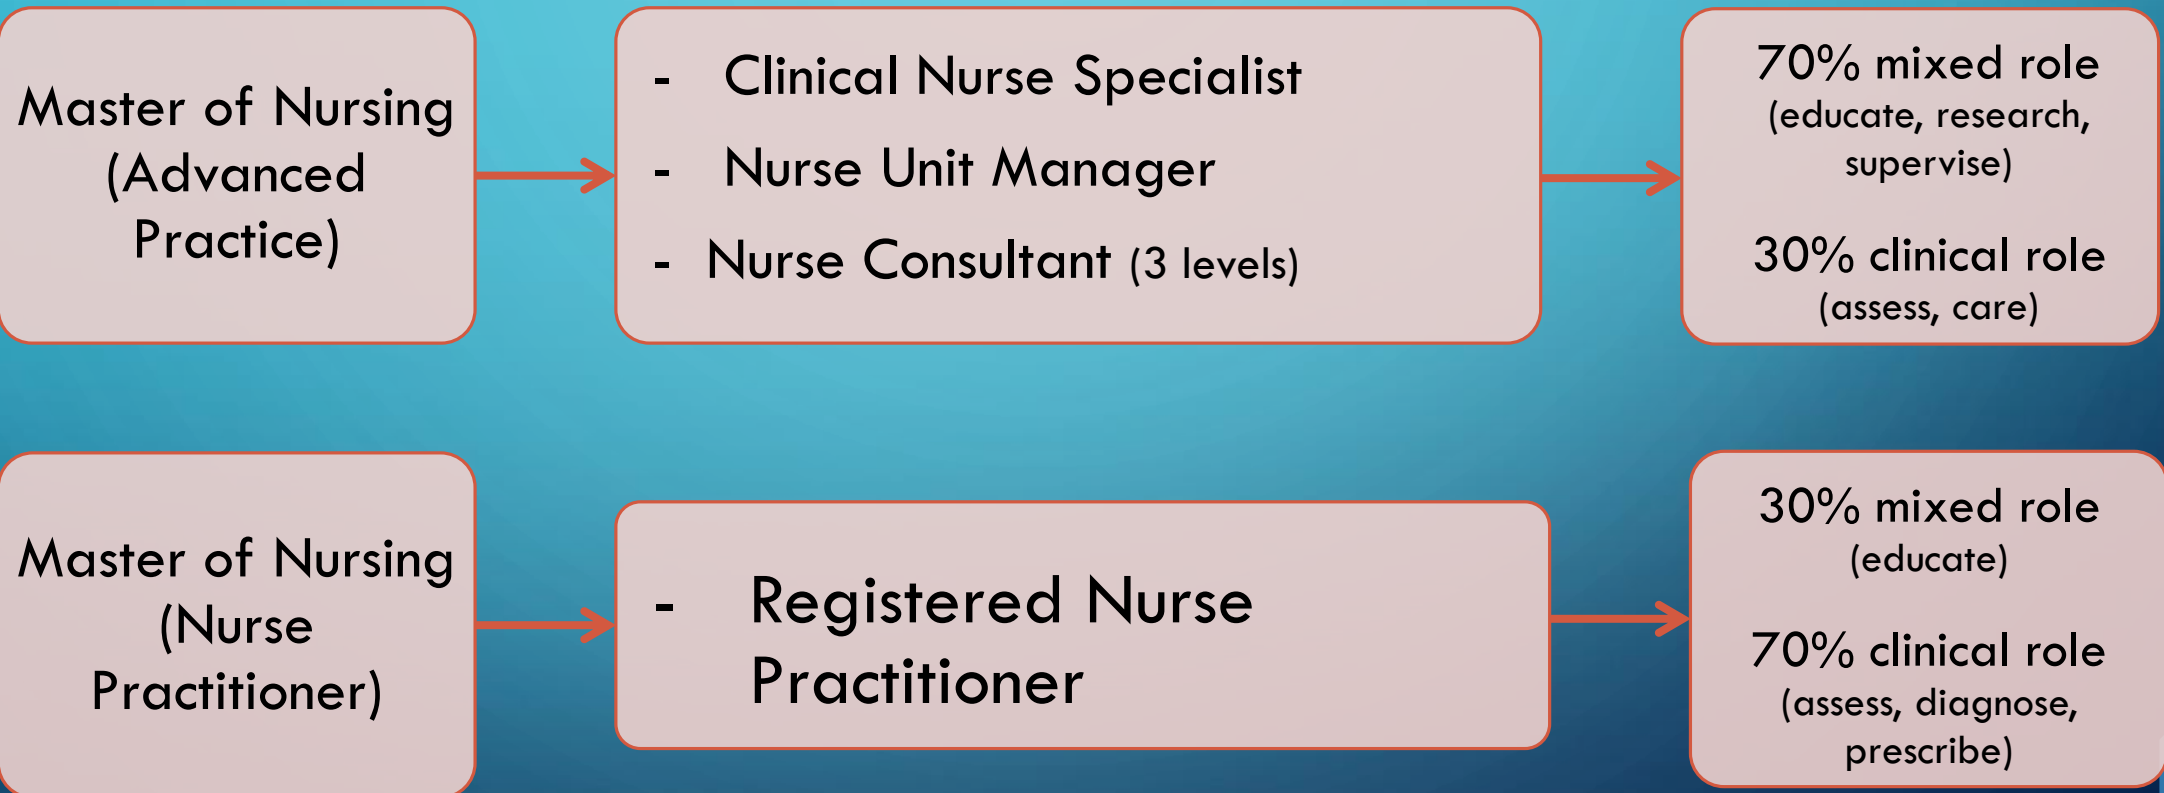 Master of Nursing
(Advanced
Practice)
- Clinical Nurse Specialist
- Nurse Unit Manager
- Nurse Consultant (3 levels)
70% mixed role
(educate, research,
supervise)
30% clinical role
(assess, care)
Master of Nursing
(Nurse
Practitioner)
- Registered Nurse
Practitioner
30% mixed role
(educate)
70% clinical role
(assess, diagnose,
prescribe)